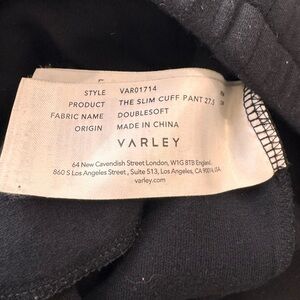 STYLE VAR01714
PRODUCT THE SLIM CUFF PANT 27.5
FABRIC NAME DOUBLESOFT
ORIGIN MADE IN CHINA
VARLEY
64 New Cavendish Street London, W1G 8TB England.
860 S Los Angeles Street, Suite 513, Los Angeles, CA 90014, USA
varley.com